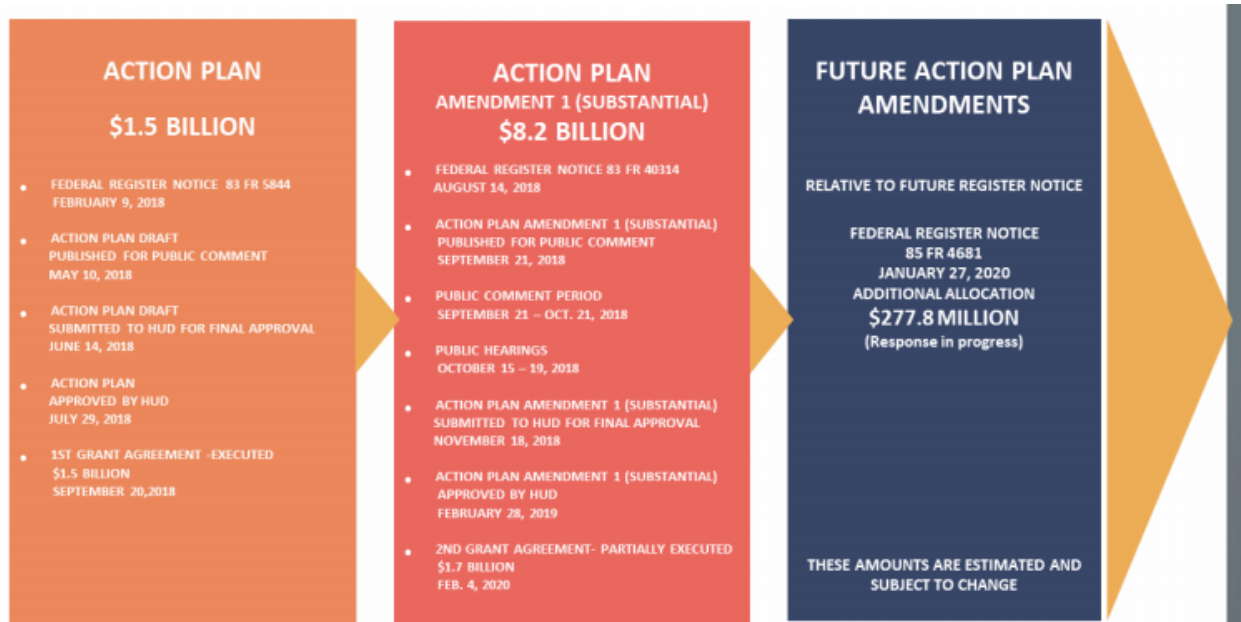 ACTION PLAN
$1.5 BILLION
• FEDERAL REGISTER NOTICE 83 FR 5844
FEBRUARY 9, 2018
• ACTION PLAN DRAFT
PUBLISHED FOR PUBLIC COMMENT
MAY 10, 2018
• ACTION PLAN DRAFT
SUBMITTED TO HUD FOR FINAL APPROVAL
JUNE 14, 2018
• ACTION PLAN
APPROVED BY HUD
JULY 29, 2018
• 1ST GRANT AGREEMENT -EXECUTED
$1.5 BILLION
SEPTEMBER 20,2018
ACTION PLAN
AMENDMENT 1 (SUBSTANTIAL)
$8.2 BILLION
• FEDERAL REGISTER NOTICE 83 FR 40314
AUGUST 14, 2018
• ACTION PLAN AMENDMENT 1 (SUBSTANTIAL)
PUBLISHED FOR PUBLIC COMMENT
SEPTEMBER 21, 2018
• PUBLIC COMMENT PERIOD
SEPTEMBER 21 – OCT. 21, 2018
• PUBLIC HEARINGS
OCTOBER 15 – 19, 2018
• ACTION PLAN AMENDMENT 1 (SUBSTANTIAL)
SUBMITTED TO HUD FOR FINAL APPROVAL
NOVEMBER 18, 2018
• ACTION PLAN AMENDMENT 1 (SUBSTANTIAL)
APPROVED BY HUD
FEBRUARY 28, 2019
• 2ND GRANT AGREEMENT- PARTIALLY EXECUTED
$1.7 BILLION
FEB. 4, 2020
FUTURE ACTION PLAN
AMENDMENTS
RELATIVE TO FUTURE REGISTER NOTICE
FEDERAL REGISTER NOTICE
85 FR 4681
JANUARY 27, 2020
ADDITIONAL ALLOCATION
$277.8 MILLION
(Response in progress)
THESE AMOUNTS ARE ESTIMATED AND
SUBJECT TO CHANGE